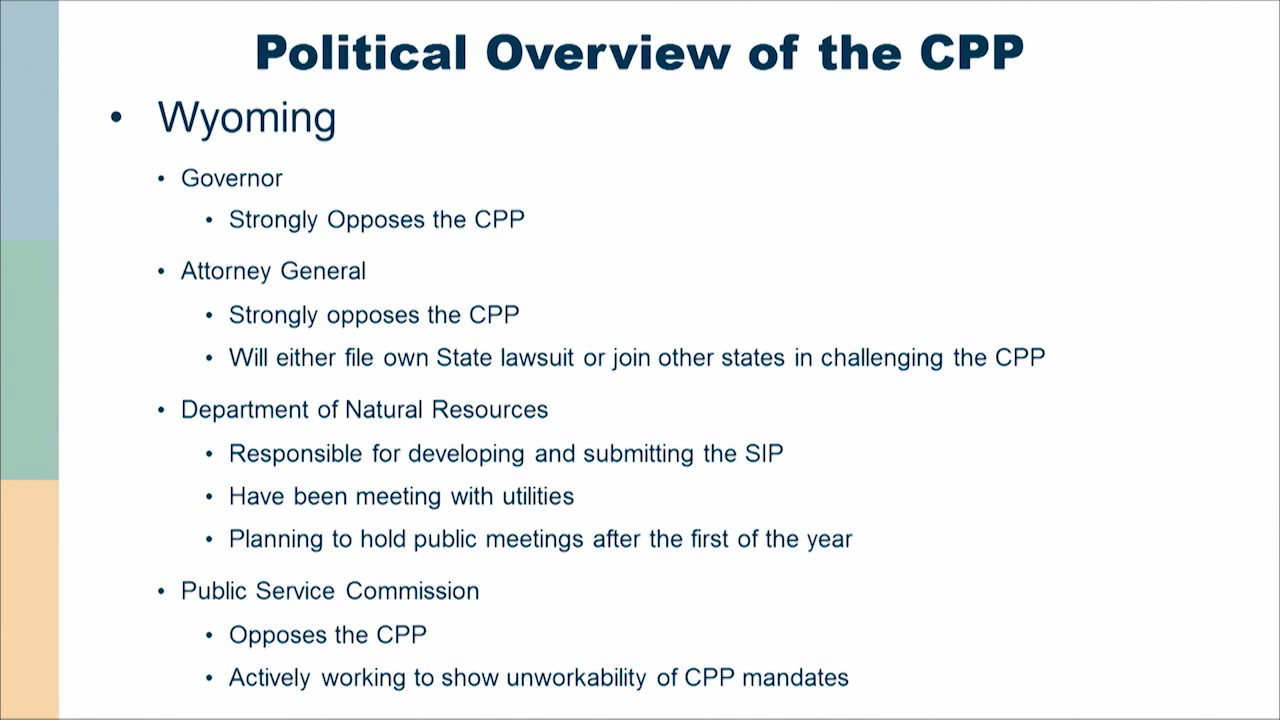 Political Overview of the CPP
• Wyoming
• Governor
• Strongly Opposes the CPP
• Attorney General
• Strongly opposes the CPP
• Will either file own State lawsuit or join other states in challenging the CPP
• Department of Natural Resources
• Responsible for developing and submitting the SIP
• Have been meeting with utilities
• Planning to hold public meetings after the first of the year
• Public Service Commission
• Opposes the CPP
• Actively working to show unworkability of CPP mandates